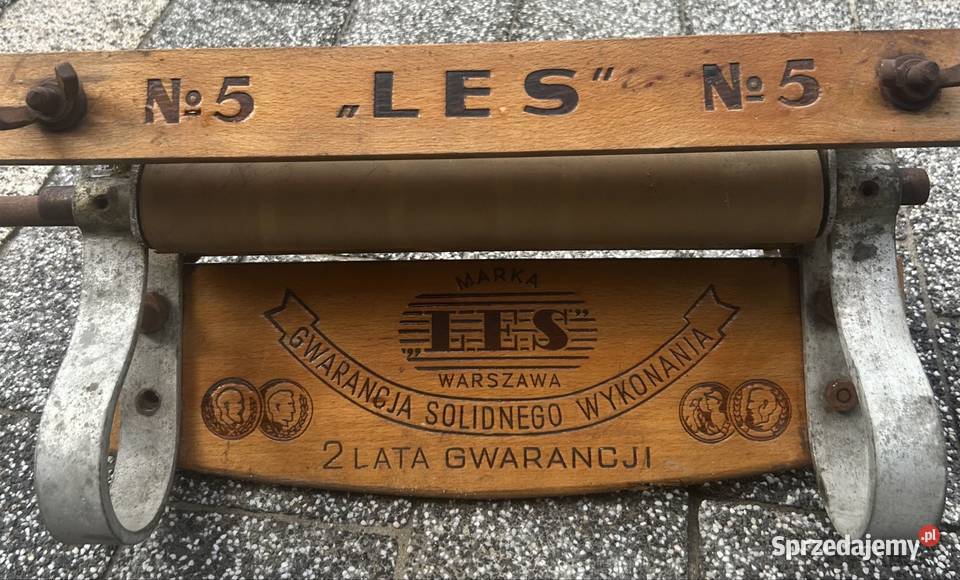 №5 „LES” №5
MARKA
„LES”
WARSZAWA
GWARANCJA SOLIDNEGO WYKONANIA
2 LATA GWARANCJI
Sprzedajemy.pl